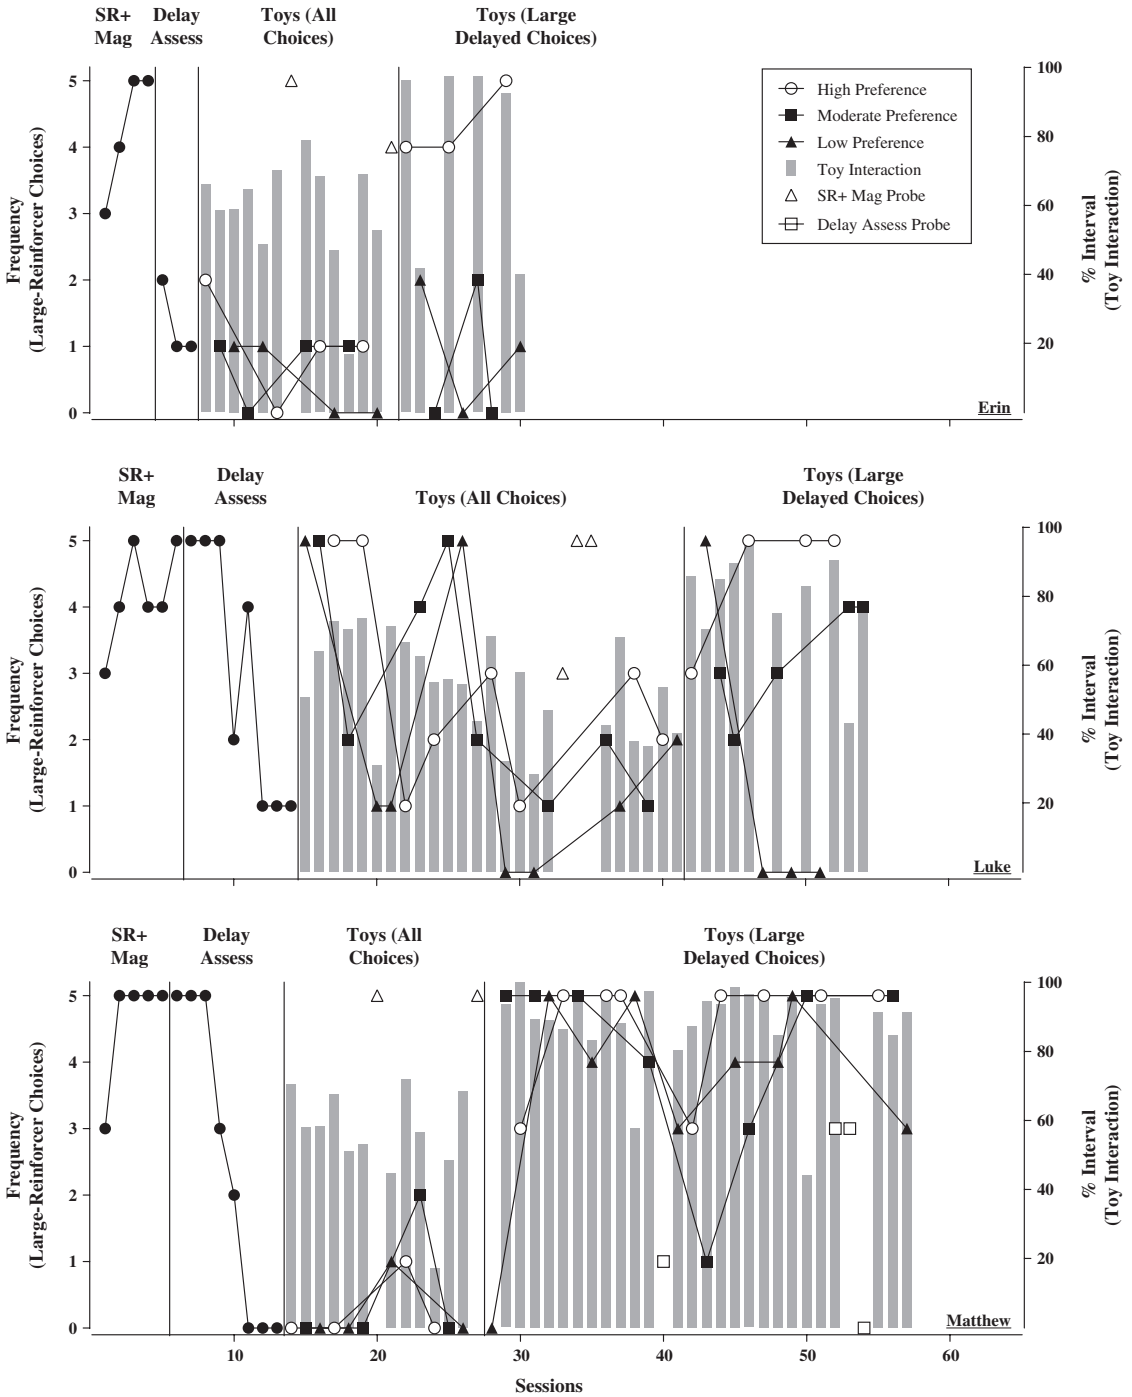 SR+ Mag
Delay Assess
Toys (All Choices)
Toys (Large Delayed Choices)
Frequency
(Large-Reinforcer Choices)
5
4
3
2
1
0
100
80
60
40
20
% Interval
(Toy Interaction)
High Preference
Moderate Preference
Low Preference
Toy Interaction
SR+ Mag Probe
Delay Assess Probe
Erin
SR+ Mag
Delay Assess
Toys (All Choices)
Toys (Large Delayed Choices)
Frequency
(Large-Reinforcer Choices)
5
4
3
2
1
0
100
80
60
40
20
% Interval
(Toy Interaction)
Luke
SR+ Mag
Delay Assess
Toys (All Choices)
Toys (Large Delayed Choices)
Frequency
(Large-Reinforcer Choices)
5
4
3
2
1
0
100
80
60
40
20
% Interval
(Toy Interaction)
Matthew
10 20 30 40 50 60
Sessions